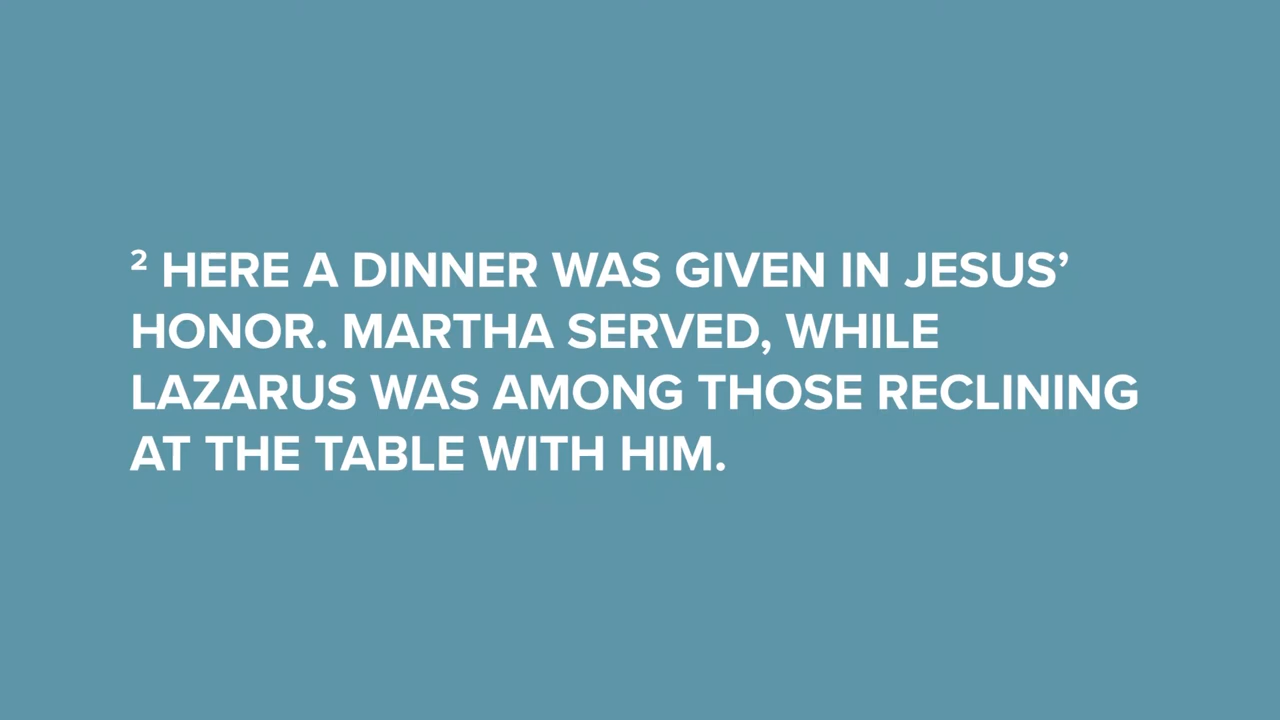 ² HERE A DINNER WAS GIVEN IN JESUS’
HONOR. MARTHA SERVED, WHILE
LAZARUS WAS AMONG THOSE RECLINING
AT THE TABLE WITH HIM.